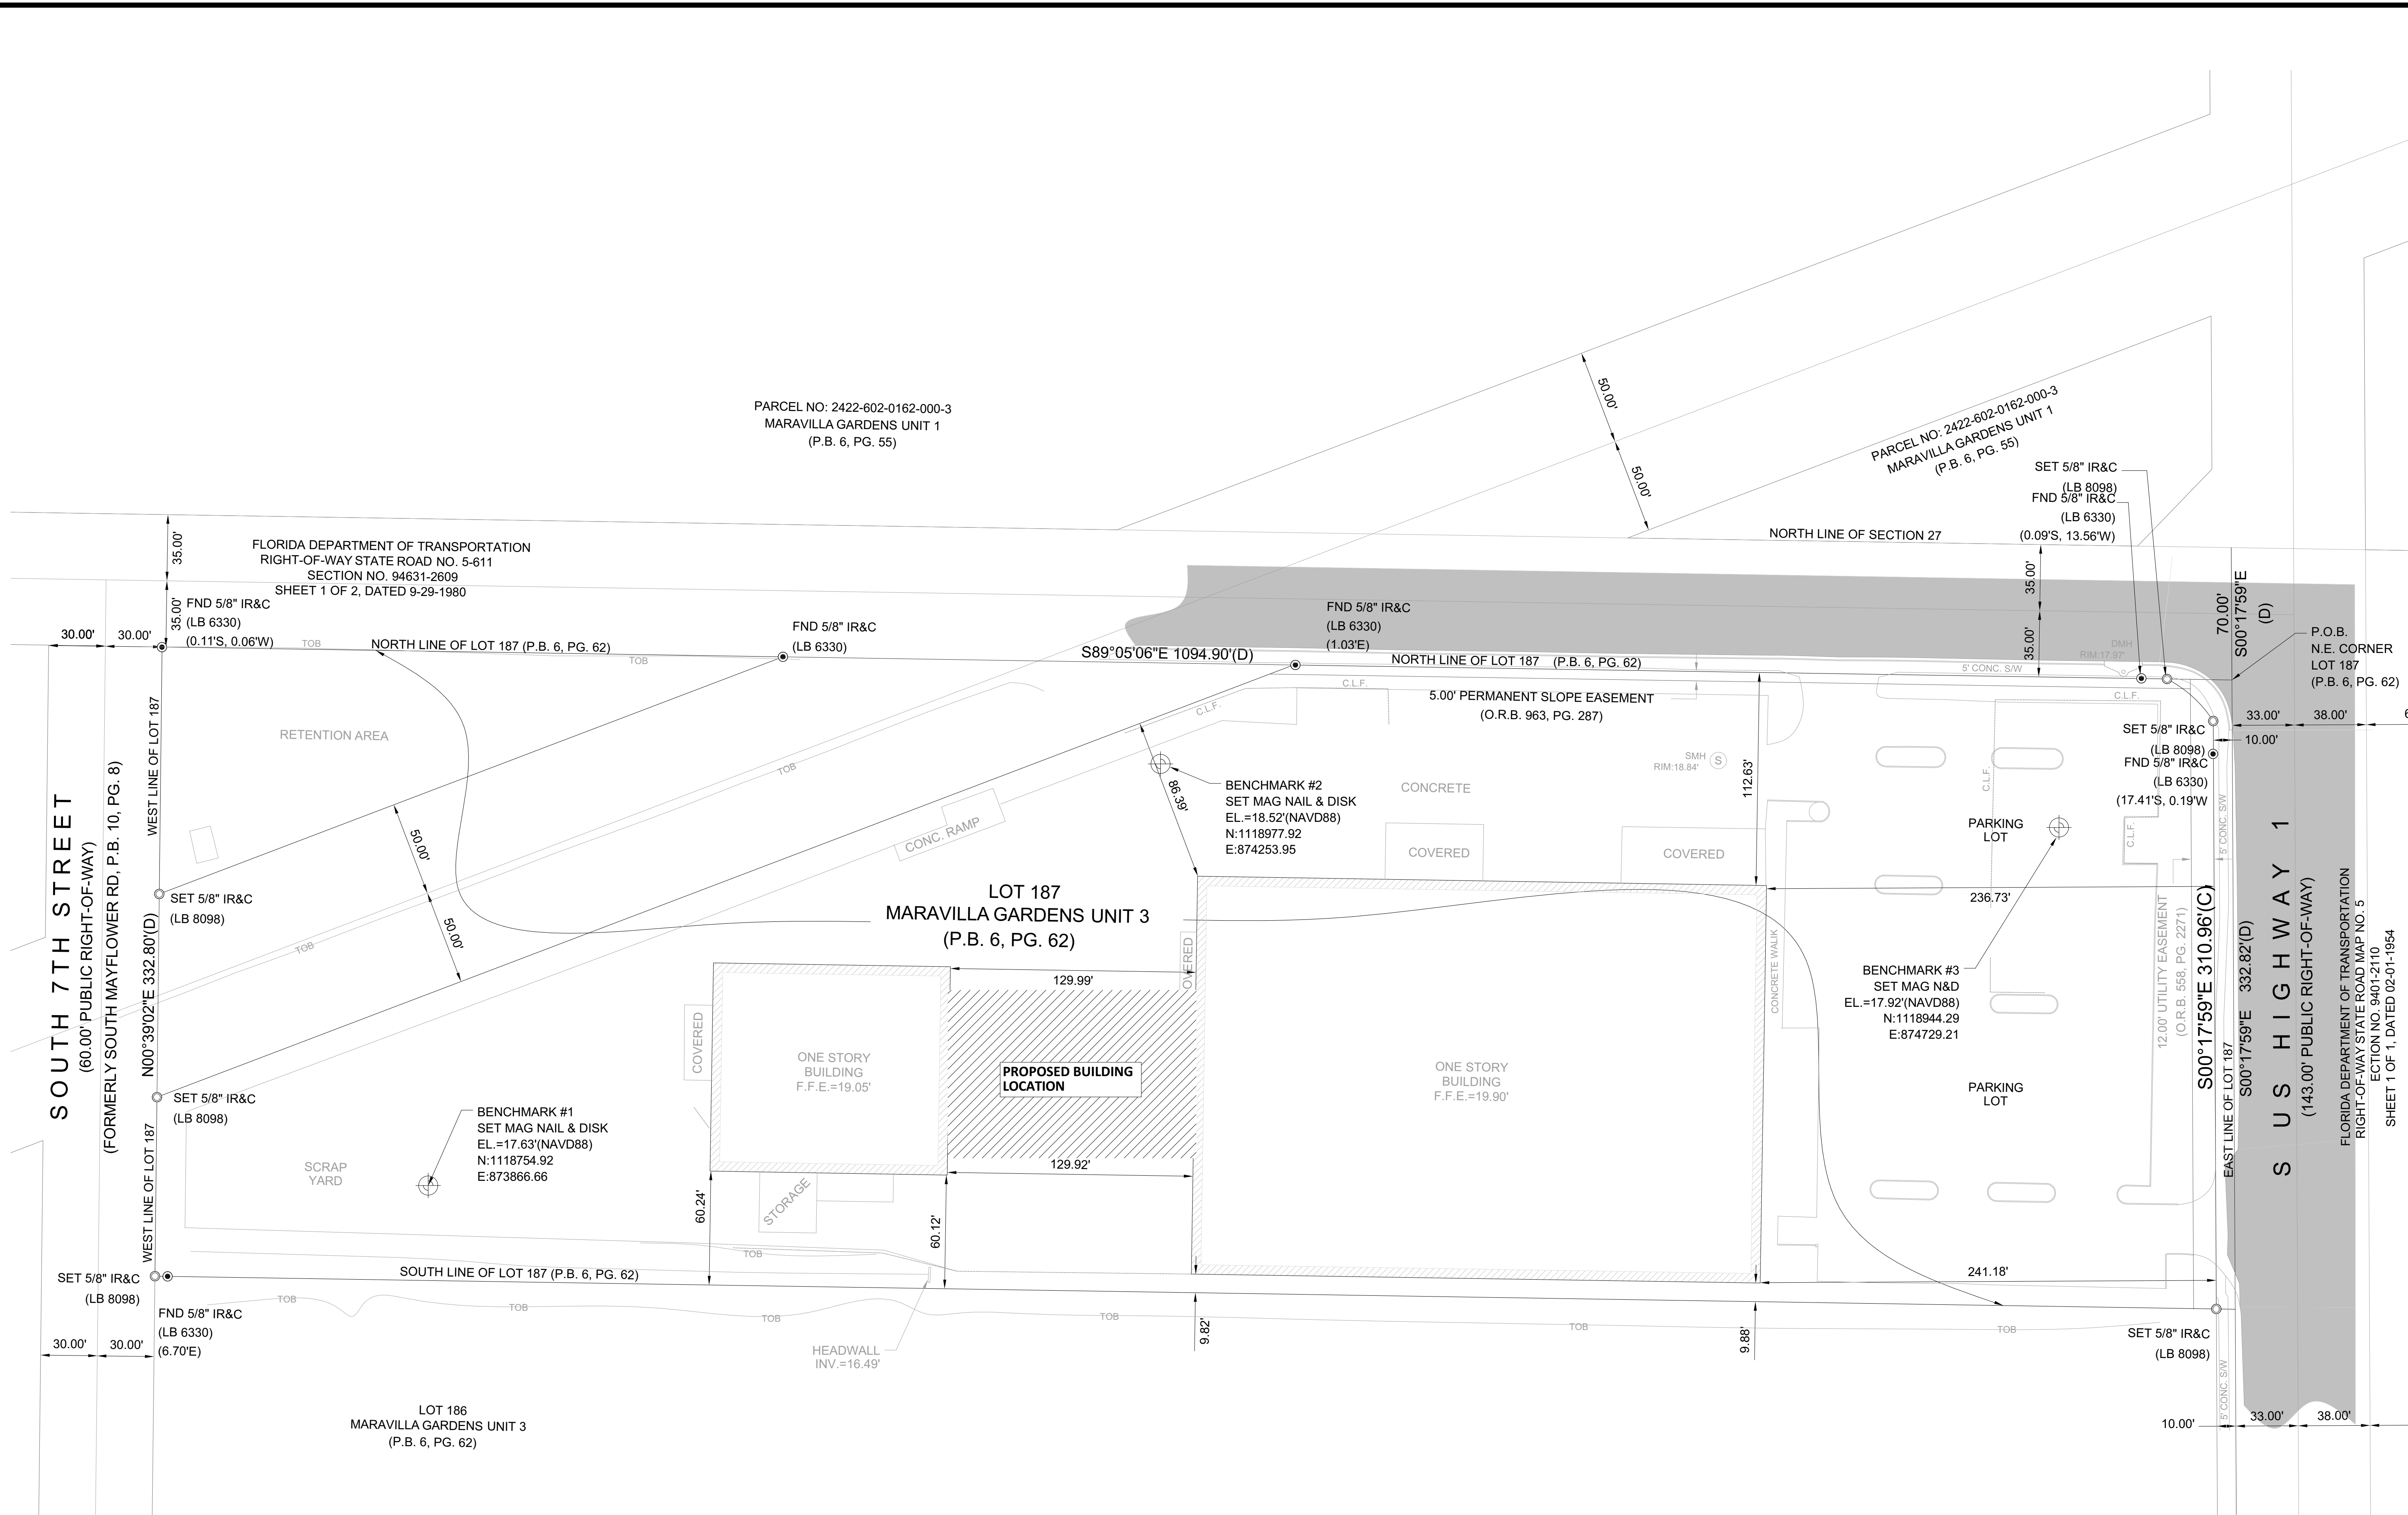 PARCEL NO: 2422-602-0162-000-3
MARAVILLA GARDENS UNIT 1
(P.B. 6, PG. 55)
50.00'
50.00'
PARCEL NO: 2422-602-0162-000-3
MARAVILLA GARDENS UNIT 1
(P.B. 6, PG. 55)
SET 5/8" IR&C
(LB 8098)
FND 5/8" IR&C
(LB 6330)
(0.09'S, 13.56'W)
NORTH LINE OF SECTION 27
35.00'
35.00'
FLORIDA DEPARTMENT OF TRANSPORTATION
RIGHT-OF-WAY STATE ROAD NO. 5-611
SECTION NO. 94631-2609
SHEET 1 OF 2, DATED 9-29-1980
35.00'
35.00'
FND 5/8" IR&C
(LB 6330)
(0.11'S, 0.06'W)
30.00'
30.00'
TOB
NORTH LINE OF LOT 187 (P.B. 6, PG. 62)
TOB
FND 5/8" IR&C
(LB 6330)
S89°05'06"E 1094.90'(D)
FND 5/8" IR&C
(LB 6330)
(1.03'E)
NORTH LINE OF LOT 187 (P.B. 6, PG. 62)
5' CONC. S/W
DMH
RIM:17.97'
70.00'
S00°17'59"E
(D)
P.O.B.
N.E. CORNER
LOT 187
(P.B. 6, PG. 62)
C.L.F.
C.L.F.
C.L.F.
5.00' PERMANENT SLOPE EASEMENT
(O.R.B. 963, PG. 287)
33.00'
38.00'
6
10.00'
SET 5/8" IR&C
(LB 8098)
FND 5/8" IR&C
(LB 6330)
(17.41'S, 0.19'W
WEST LINE OF LOT 187
RETENTION AREA
TOB
SMH
RIM:18.84'
S
86.39'
BENCHMARK #2
SET MAG NAIL & DISK
EL.=18.52'(NAVD88)
N:1118977.92
E:874253.95
CONCRETE
112.63'
C.L.F.
C.L.F.
5' CONC. S/W
PARKING
LOT
SOUTH 7TH STREET
(60.00' PUBLIC RIGHT-OF-WAY)
(FORMERLY SOUTH MAYFLOWER RD, P.B. 10, PG. 8)
50.00'
50.00'
CONC. RAMP
COVERED
COVERED
SET 5/8" IR&C
(LB 8098)
LOT 187
MARAVILLA GARDENS UNIT 3
(P.B. 6, PG. 62)
236.73'
N00°39'02"E 332.80'(D)
TOB
COVERED
129.99'
CONCRETE WALIK
BENCHMARK #3
SET MAG N&D
EL.=17.92'(NAVD88)
N:1118944.29
E:874729.21
12.00' UTILITY EASEMENT
(O.R.B. 558, PG. 2271)
S00°17'59"E 310.96'(C)
EAST LINE OF LOT 187
S00°17'59"E 332.82'(D)
S US HIGHWAY 1
(143.00' PUBLIC RIGHT-OF-WAY)
FLORIDA DEPARTMENT OF TRANSPORTATION
RIGHT-OF-WAY STATE ROAD MAP NO. 5
ECTION NO. 9401-2110
SHEET 1 OF 1, DATED 02-01-1954
COVERED
ONE STORY
BUILDING
F.F.E.=19.05'
PROPOSED BUILDING
LOCATION
ONE STORY
BUILDING
F.F.E.=19.90'
PARKING
LOT
SET 5/8" IR&C
(LB 8098)
WEST LINE OF LOT 187
BENCHMARK #1
SET MAG NAIL & DISK
EL.=17.63'(NAVD88)
N:1118754.92
E:873866.66
SCRAP
YARD
129.92'
60.24'
STORAGE
60.12'
TOB
SET 5/8" IR&C
(LB 8098)
SOUTH LINE OF LOT 187 (P.B. 6, PG. 62)
241.18'
FND 5/8" IR&C
(LB 6330)
(6.70'E)
30.00'
30.00'
TOB
TOB
TOB
TOB
TOB
TOB
HEADWALL
INV.=16.49'
9.82'
9.88'
SET 5/8" IR&C
(LB 8098)
5' CONC. S/W
10.00'
33.00'
38.00'
LOT 186
MARAVILLA GARDENS UNIT 3
(P.B. 6, PG. 62)